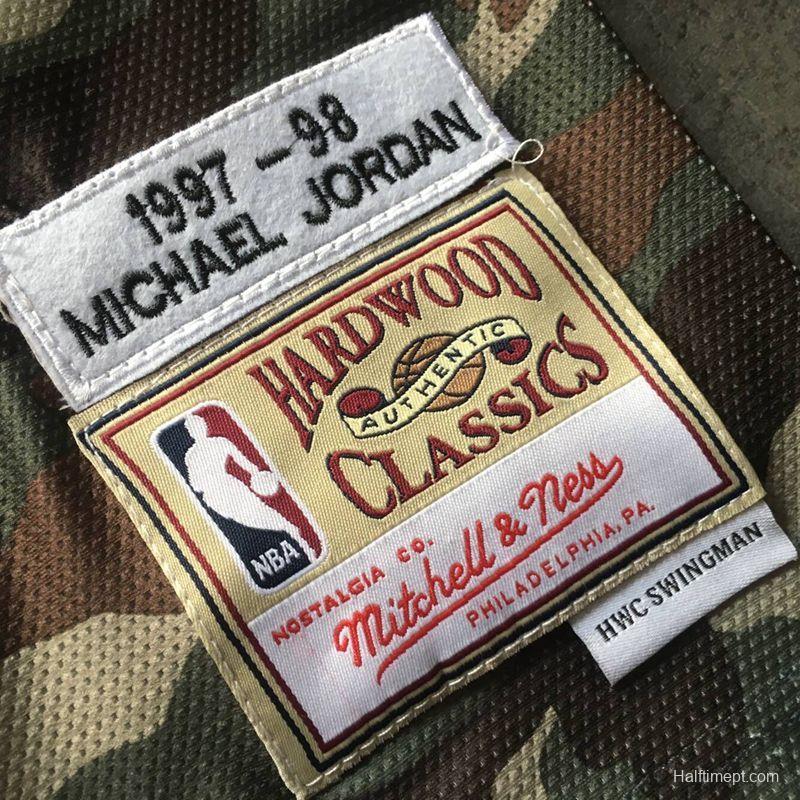 1997-98
MICHAEL JORDAN
HARDWOOD
AUTHENTIC
CLASSICS
NBA
NOSTALGIA CO.
Mitchell & Ness
PHILADELPHIA, PA.
HWC SWINGMAN
Halftimept.com